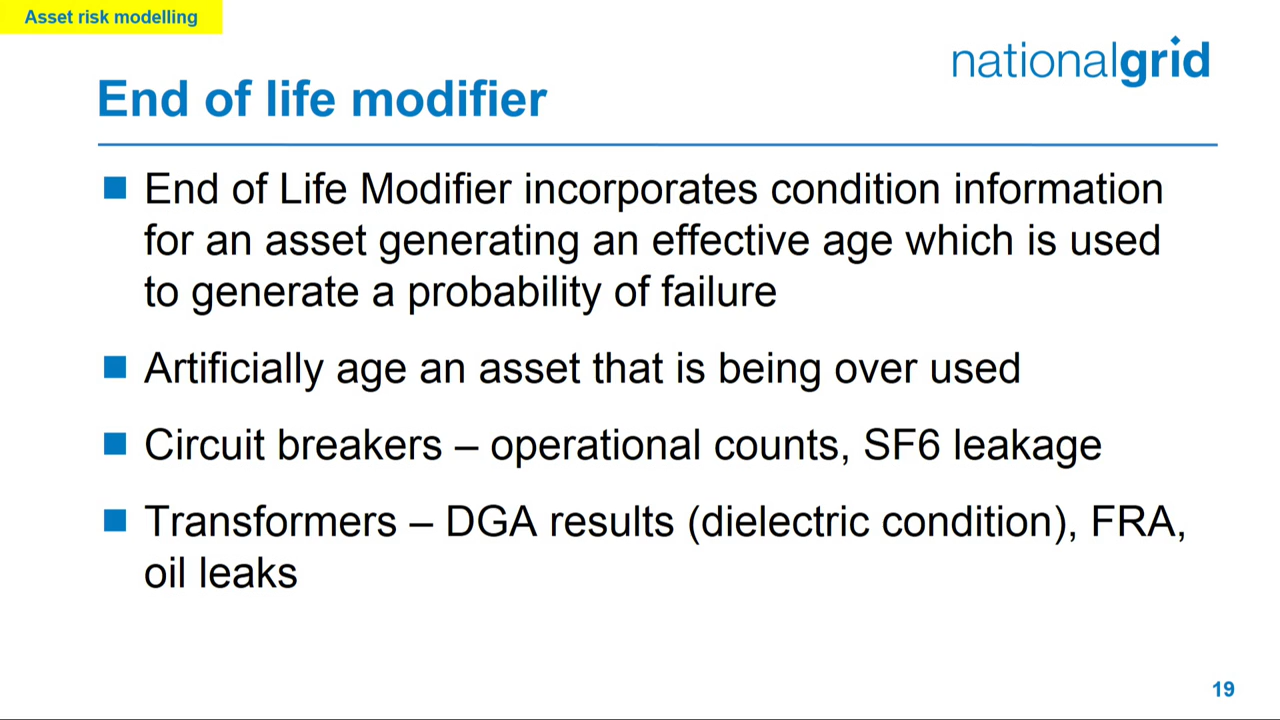 Asset risk modelling
nationalgrid
End of life modifier
End of Life Modifier incorporates condition information
for an asset generating an effective age which is used
to generate a probability of failure
Artificially age an asset that is being over used
Circuit breakers – operational counts, SF6 leakage
Transformers – DGA results (dielectric condition), FRA,
oil leaks
19